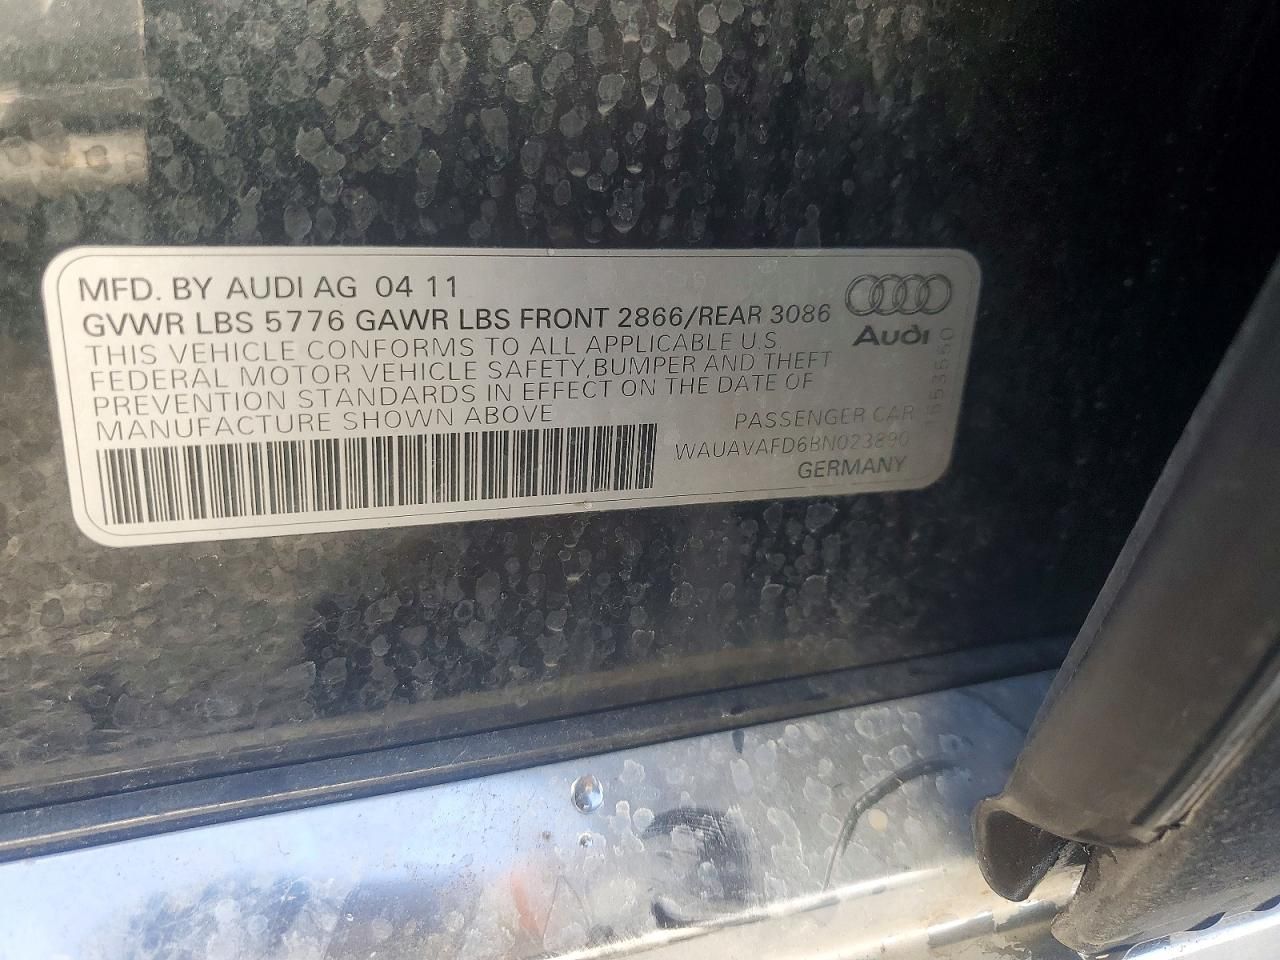 MFD. BY AUDI AG 04 11
GVWR LBS 5776 GAWR LBS FRONT 2866/REAR 3086
THIS VEHICLE CONFORMS TO ALL APPLICABLE U.S.
FEDERAL MOTOR VEHICLE SAFETY,BUMPER AND THEFT
PREVENTION STANDARDS IN EFFECT ON THE DATE OF
MANUFACTURE SHOWN ABOVE
Audi
PASSENGER CAR
WAUAVAFD6BN023890
GERMANY